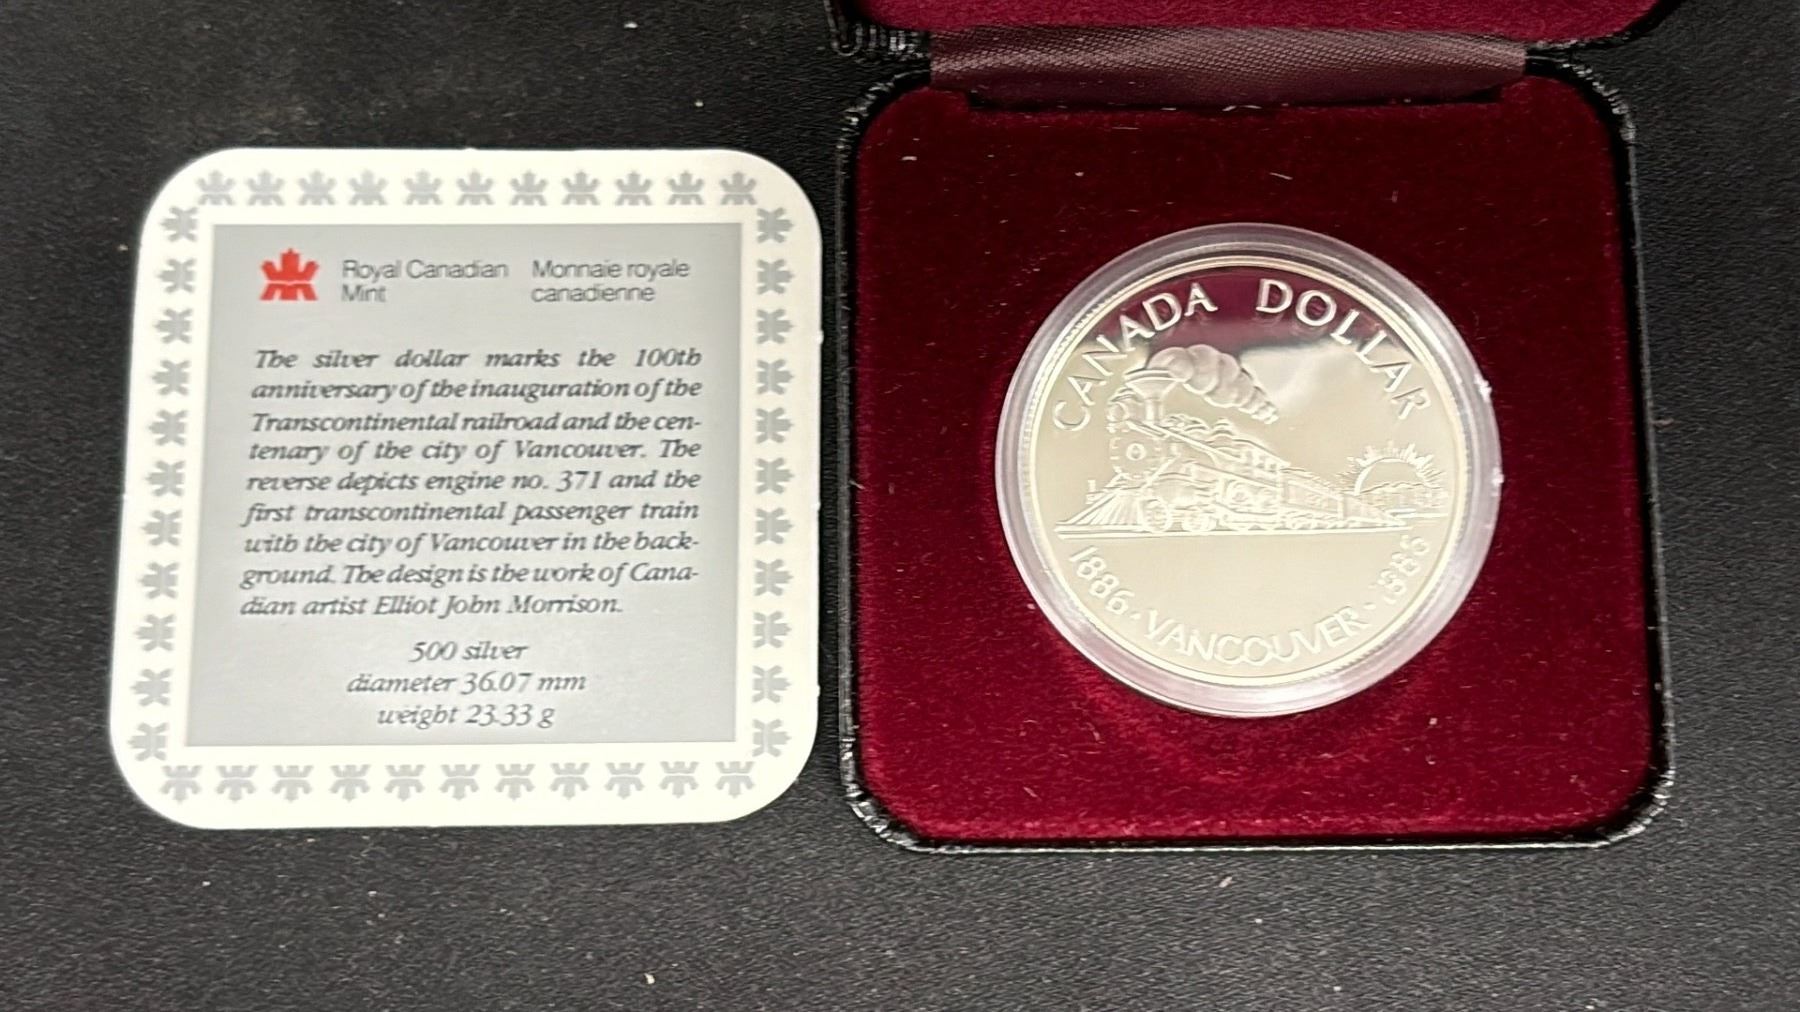 Royal Canadian Mint
Monnaie royale canadienne
The silver dollar marks the 100th
anniversary of the inauguration of the
Transcontinental railroad and the cen-
tenary of the city of Vancouver. The
reverse depicts engine no. 371 and the
first transcontinental passenger train
with the city of Vancouver in the back-
ground. The design is the work of Cana-
dian artist Elliot John Morrison.
500 silver
diameter 36.07 mm
weight 23.33 g
CANADA DOLLAR
1886 · VANCOUVER · 1986